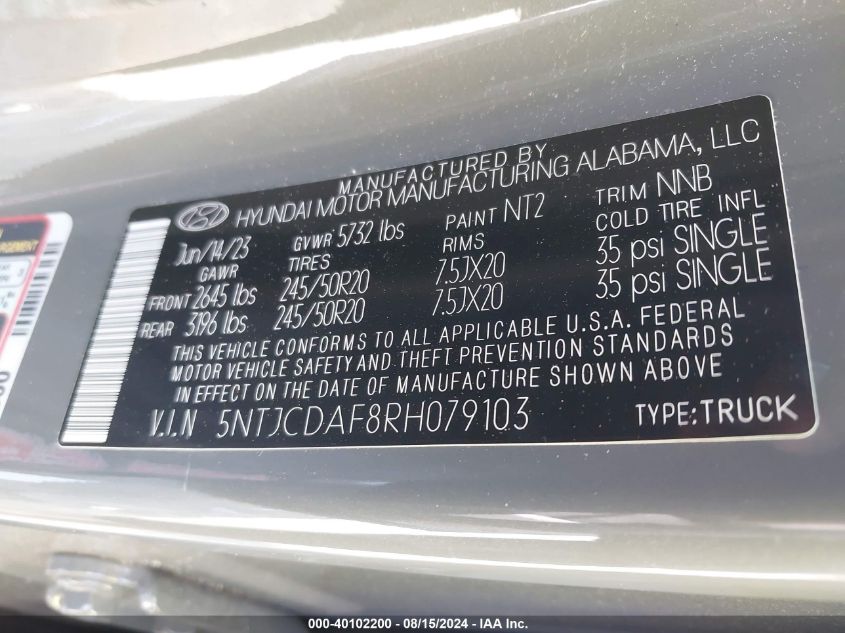 MANUFACTURED BY
HYUNDAI MOTOR MANUFACTURING ALABAMA, LLC
Jun/14/23 GVWR 5732 lbs PAINT NT2 TRIM NNB
GAWR TIRES RIMS COLD TIRE INFL
FRONT 2645 lbs 245/50R20 7.5JX20 35 psi SINGLE
REAR 3196 lbs 245/50R20 7.5JX20 35 psi SINGLE
THIS VEHICLE CONFORMS TO ALL APPLICABLE U.S.A. FEDERAL
MOTOR VEHICLE SAFETY AND THEFT PREVENTION STANDARDS
IN EFFECT ON THE DATE OF MANUFACTURE SHOWN ABOVE
V.I.N 5NTJCDAF8RH079103 TYPE:TRUCK
000-40102200 - 08/15/2024 - IAA Inc.